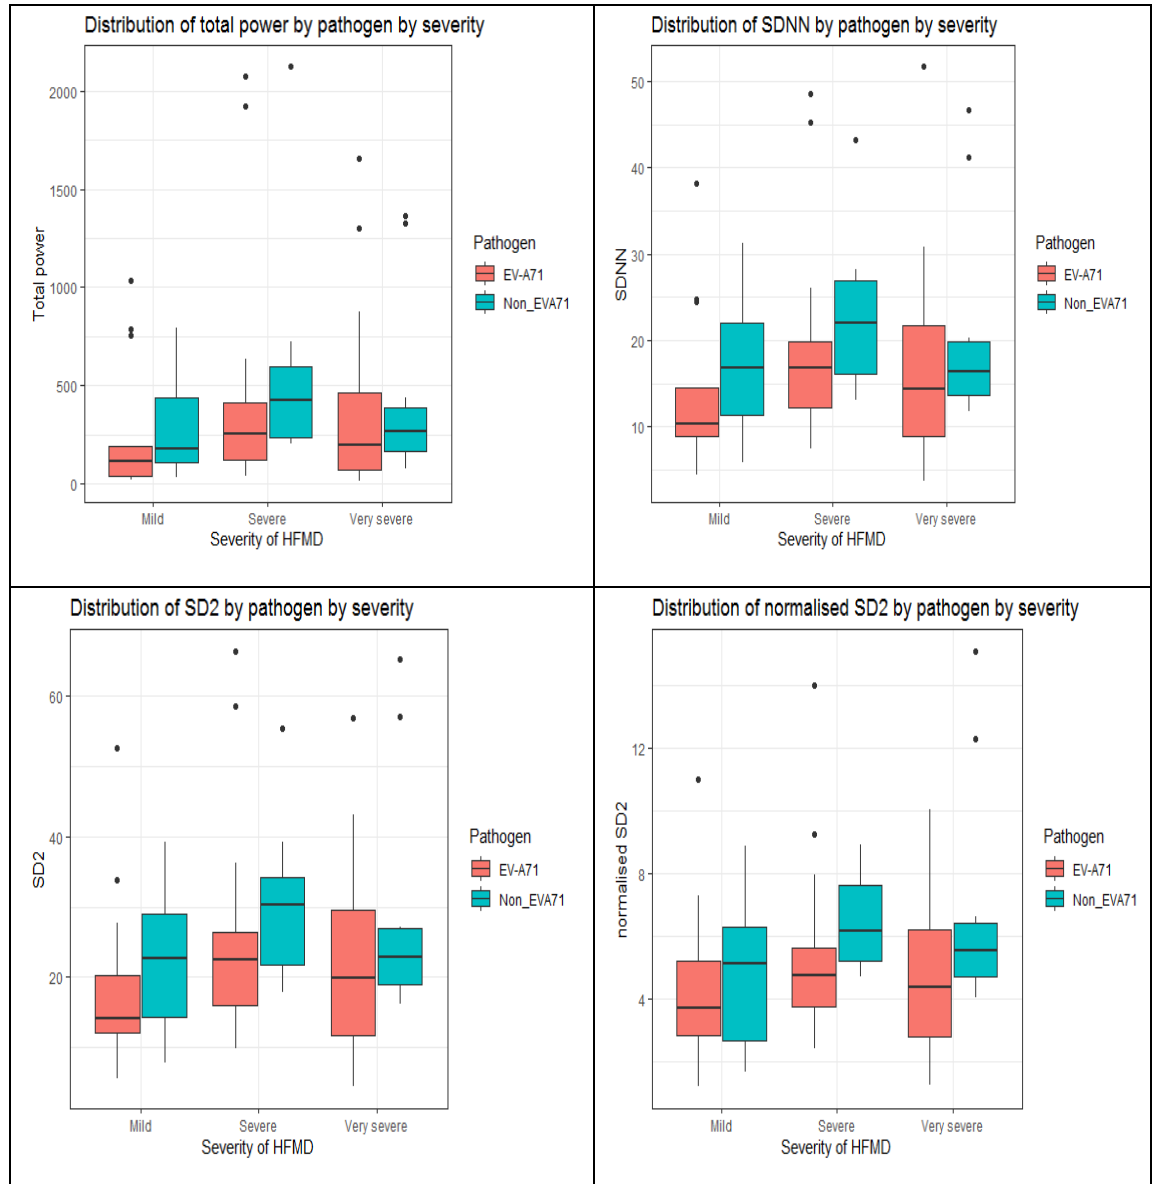 Distribution of total power by pathogen by severity
Total power
2000
1500
1000
500
0
Mild
Severe
Very severe
Severity of HFMD
Pathogen
EV-A71
Non_EVA71
Distribution of SDNN by pathogen by severity
SDNN
50
40
30
20
10
Mild
Severe
Very severe
Severity of HFMD
Pathogen
EV-A71
Non_EVA71
Distribution of SD2 by pathogen by severity
SD2
60
40
20
Mild
Severe
Very severe
Severity of HFMD
Pathogen
EV-A71
Non_EVA71
Distribution of normalised SD2 by pathogen by severity
normalised SD2
12
8
4
Mild
Severe
Very severe
Severity of HFMD
Pathogen
EV-A71
Non_EVA71